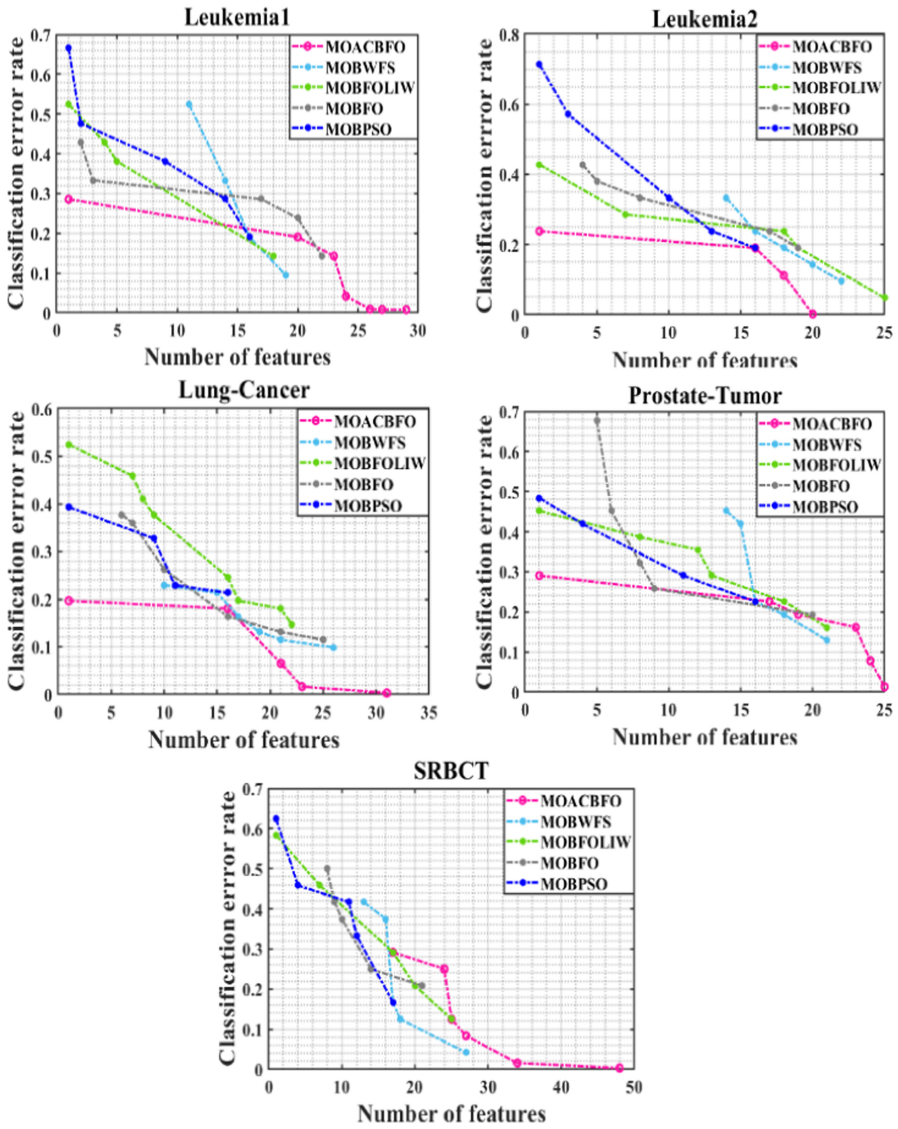 Leukemia1
Classification errror rate
0.7
0.6
0.5
0.4
0.3
0.2
0.1
0
0 5 10 15 20 25 30
Number of features
MOACBFO
MOBWFS
MOBFOLIW
MOBFO
MOBPSO
Leukemia2
Classification errror rate
0.8
0.6
0.4
0.2
0
0 5 10 15 20 25
Number of features
MOACBFO
MOBWFS
MOBFOLIW
MOBFO
MOBPSO
Lung-Cancer
Classification errror rate
0.6
0.5
0.4
0.3
0.2
0.1
0
0 5 10 15 20 25 30 35
Number of features
MOACBFO
MOBWFS
MOBFOLIW
MOBFO
MOBPSO
Prostate-Tumor
Classification errror rate
0.7
0.6
0.5
0.4
0.3
0.2
0.1
0
0 5 10 15 20 25
Number of features
MOACBFO
MOBWFS
MOBFOLIW
MOBFO
MOBPSO
SRBCT
Classification errror rate
0.7
0.6
0.5
0.4
0.3
0.2
0.1
0
0 10 20 30 40 50
Number of features
MOACBFO
MOBWFS
MOBFOLIW
MOBFO
MOBPSO